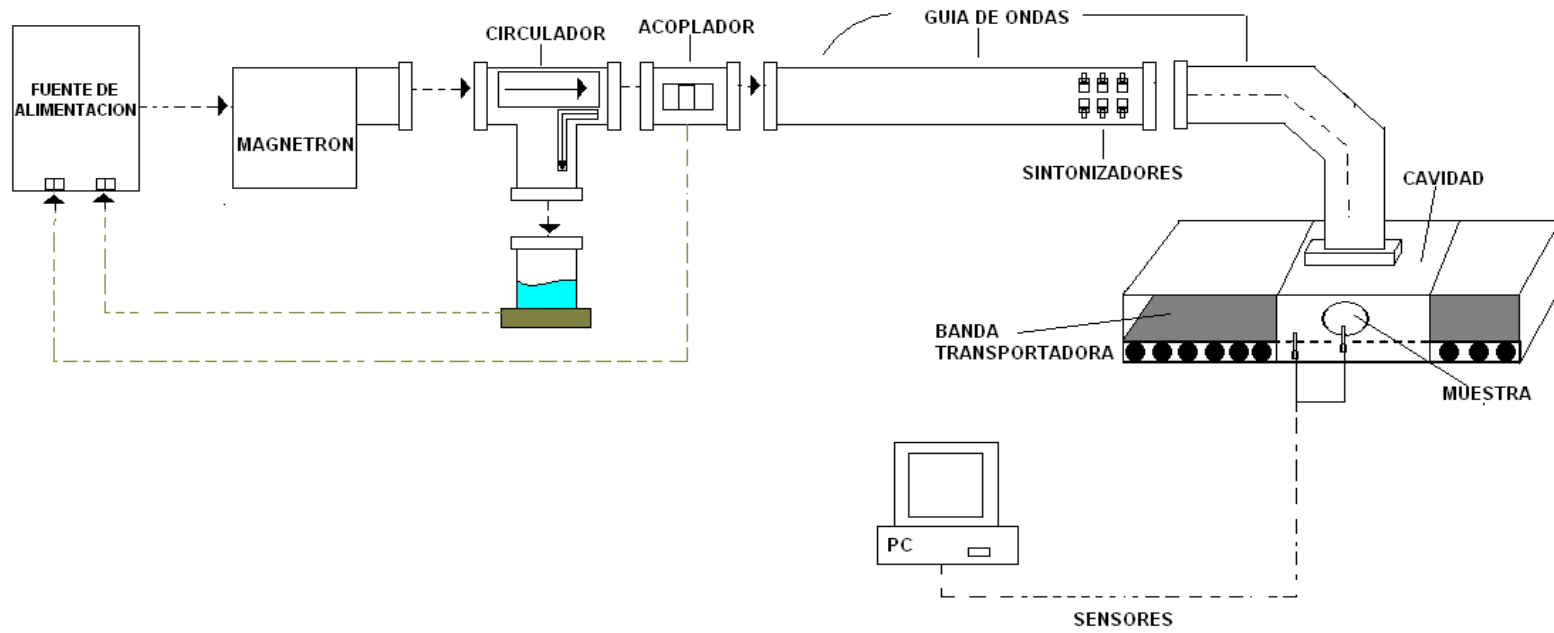 FUENTE DE
ALIMENTACION
MAGNETRON
CIRCULADOR
ACOPLADOR
GUIA DE ONDAS
SINTONIZADORES
CAVIDAD
BANDA
TRANSPORTADORA
MUESTRA
PC
SENSORES